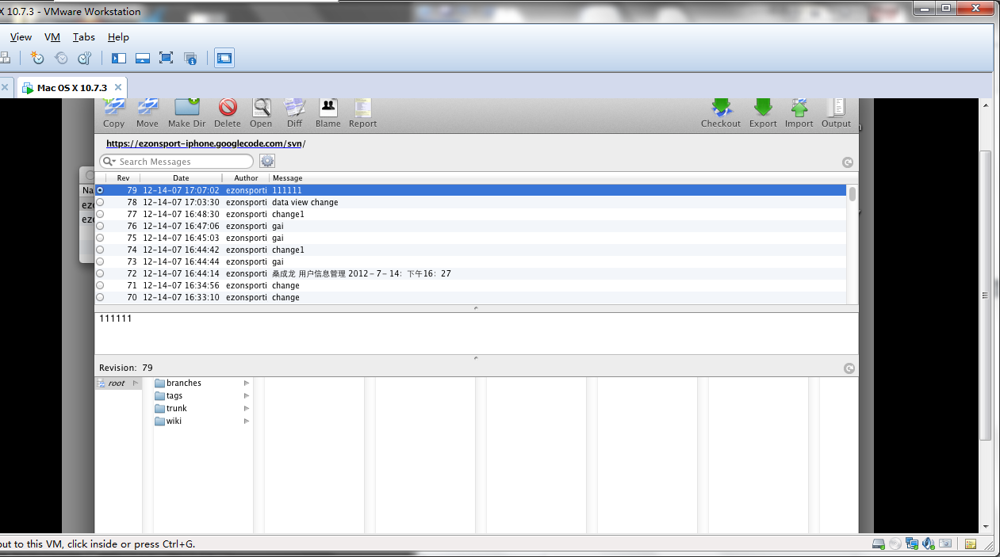 X 10.7.3 - VMware Workstation
View VM Tabs Help
Mac OS X 10.7.3
Copy Move Make Dir Delete Open Diff Blame Report Checkout Export Import Output
https://ezonsport-iphone.googlecode.com/svn/
Search Messages
Rev Date Author Message
Na
79 12-14-07 17:07:02 ezonsporti 111111
78 12-14-07 17:03:30 ezonsporti data view change
ezo
77 12-14-07 16:48:30 ezonsporti change1
ezo
76 12-14-07 16:47:06 ezonsporti gai
75 12-14-07 16:45:03 ezonsporti gai
74 12-14-07 16:44:42 ezonsporti change1
73 12-14-07 16:44:44 ezonsporti gai
72 12-14-07 16:44:14 ezonsporti 桑成龙 用户信息管理 2012－7－14：下午16：27
71 12-14-07 16:34:56 ezonsporti change
70 12-14-07 16:33:10 ezonsporti change
111111
Revision: 79
root branches
tags
trunk
wiki
out to this VM, click inside or press Ctrl+G.